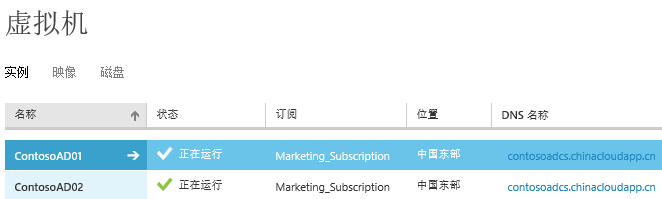 虚拟机
实例 映像 磁盘
名称 状态 订阅 位置 DNS 名称
ContosoAD01 正在运行 Marketing_Subscription 中国东部 contosoadcs.chinacloudapp.cn
ContosoAD02 正在运行 Marketing_Subscription 中国东部 contosoadcs.chinacloudapp.cn